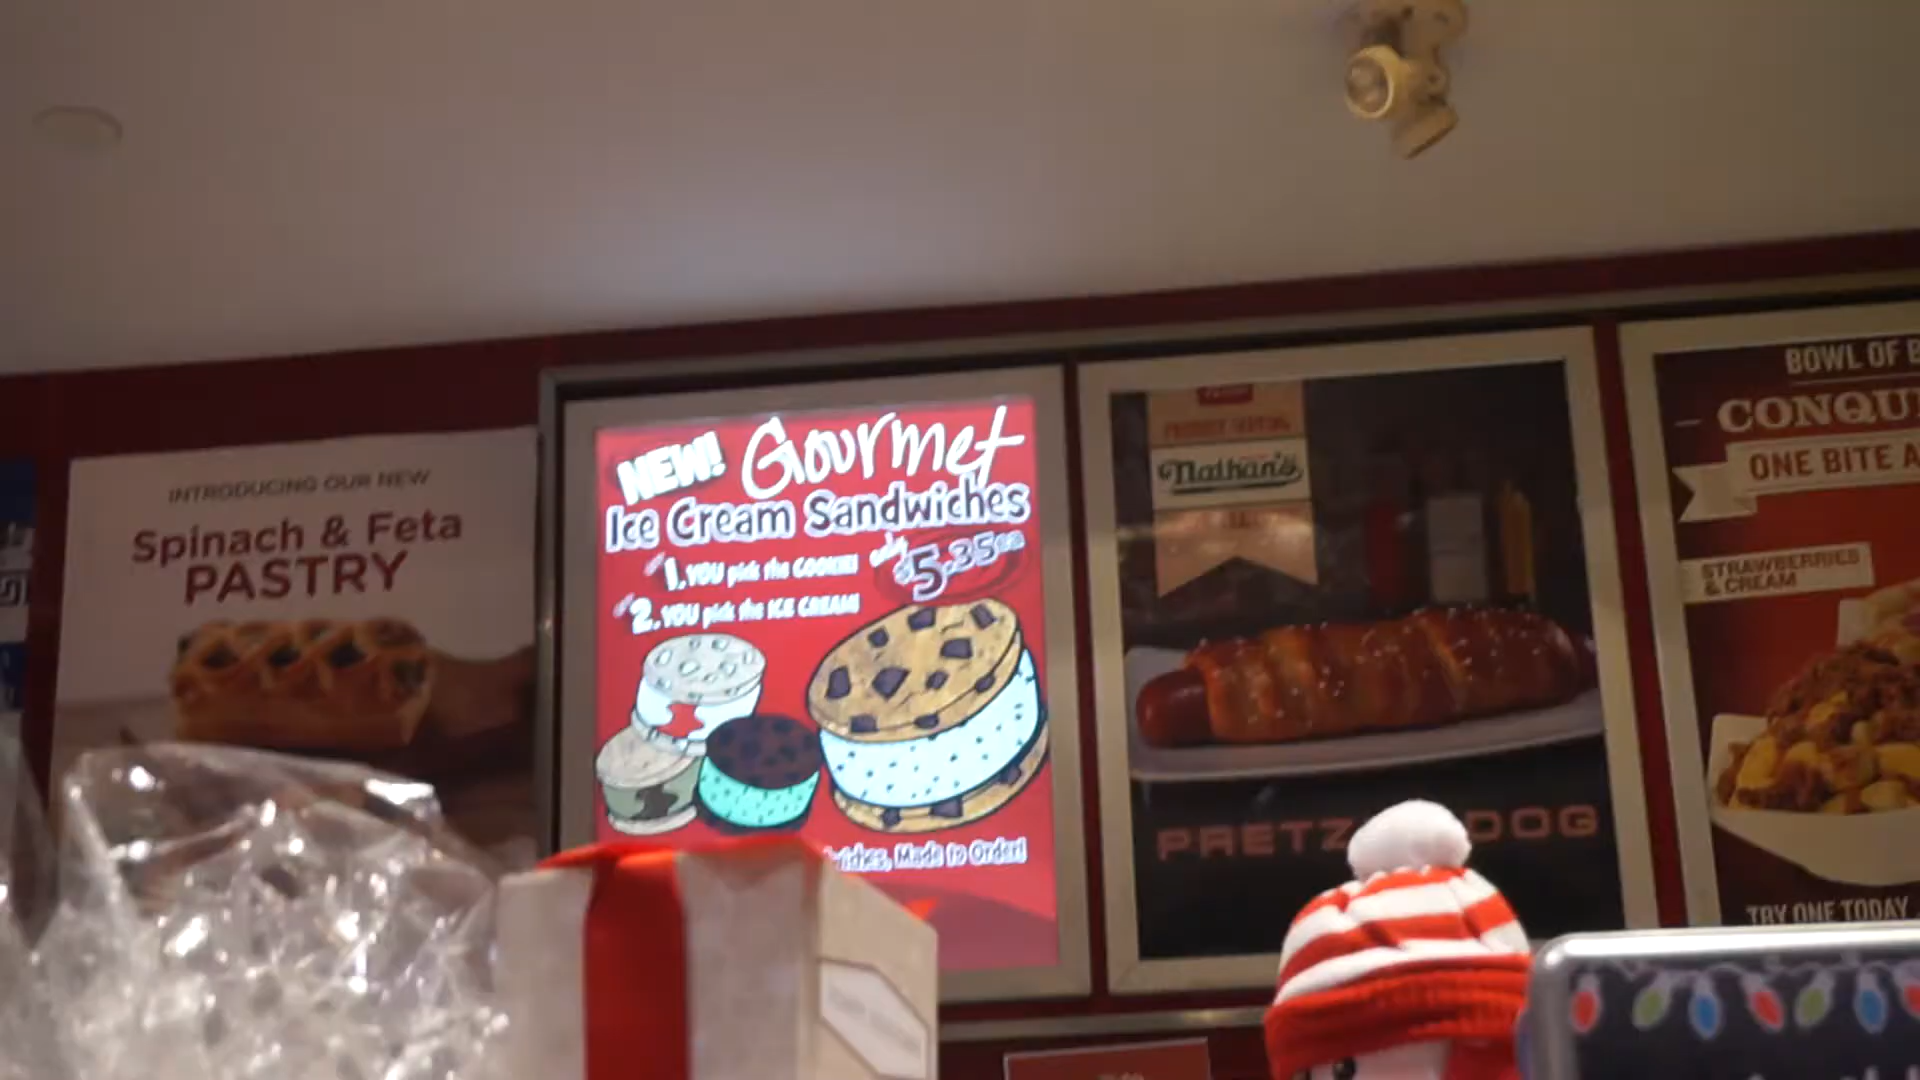 INTRODUCING OUR NEW
Spinach & Feta
PASTRY
NEW! Gourmet
Ice Cream Sandwiches
1. YOU pick the COOKIE!
only $5.35 ea
2. YOU pick the ICE CREAM!
Made to Order!
Nathan's
PRETZ DOG
BOWL OF
CONQU
ONE BITE A
STRAWBERRIES
& CREAM
TRY ONE TODAY